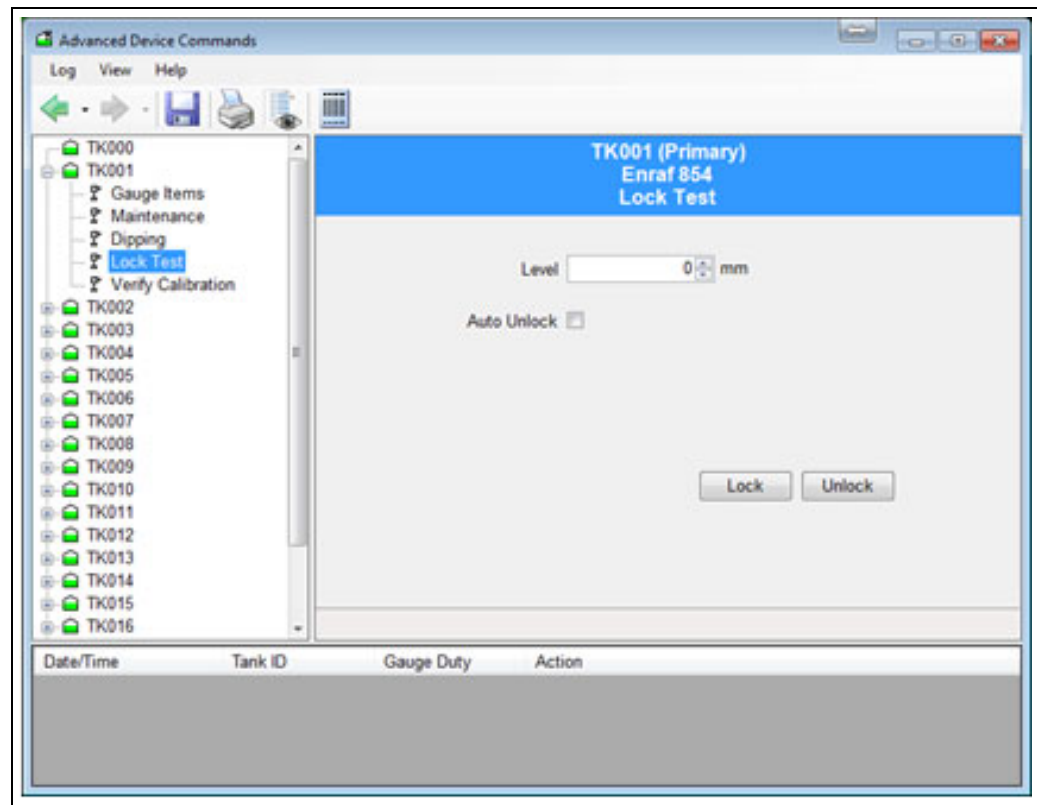 Advanced Device Commands
Log View Help
TK000
TK001
Gauge Items
Maintenance
Dipping
Lock Test
Verify Calibration
TK002
TK003
TK004
TK005
TK006
TK007
TK008
TK009
TK010
TK011
TK012
TK013
TK014
TK015
TK016
TK001 (Primary)
Enraf 854
Lock Test
Level 0 mm
Auto Unlock
Lock Unlock
Date/Time Tank ID Gauge Duty Action